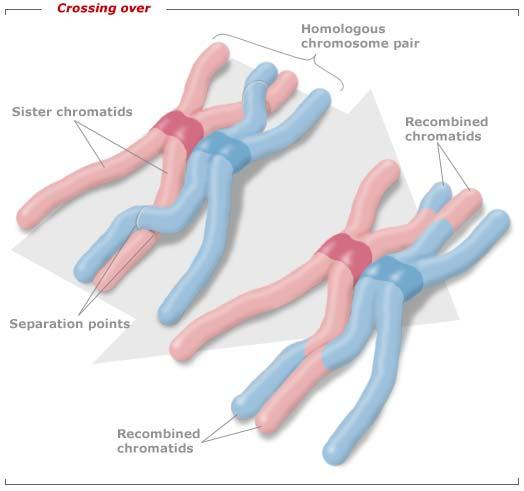 Crossing over
Homologous
chromosome pair
Sister chromatids
Recombined
chromatids
Separation points
Recombined
chromatids